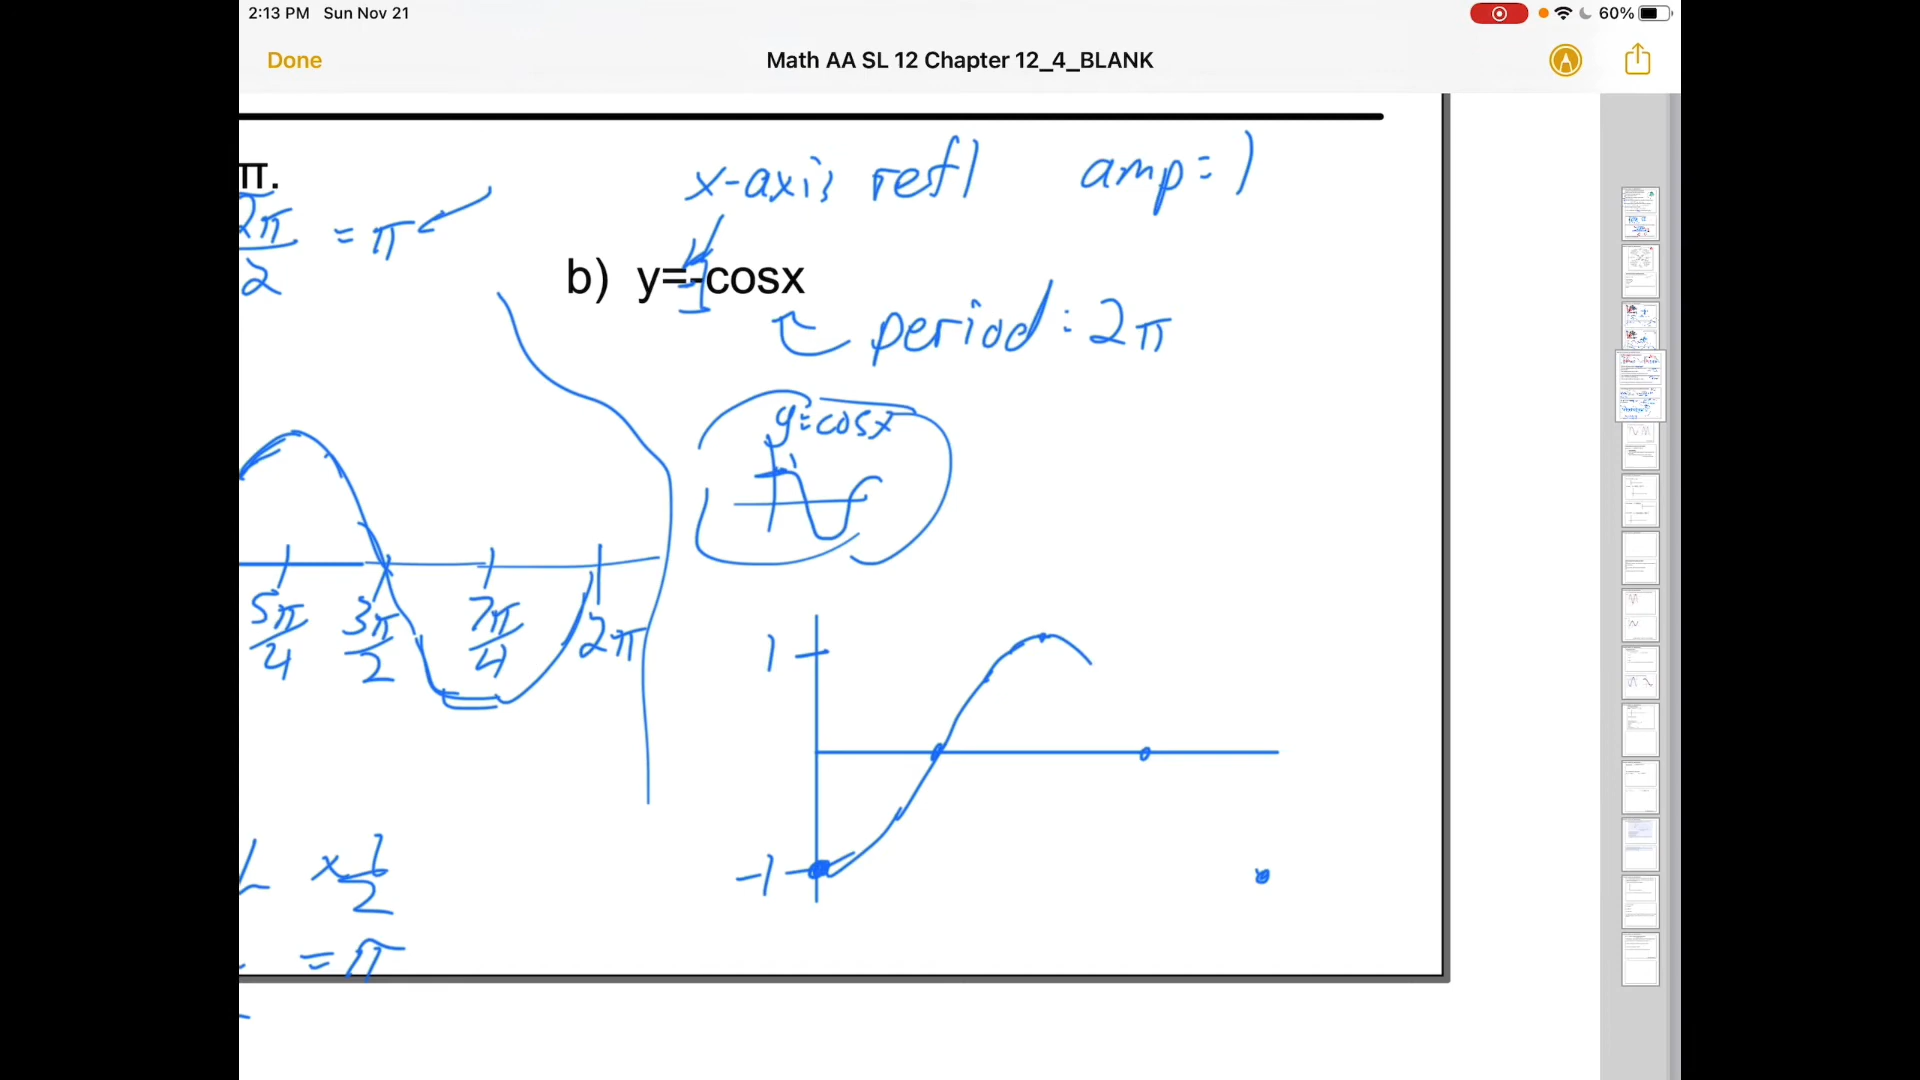 2:13 PM Sun Nov 21
60%
Done
Math AA SL 12 Chapter 12_4_BLANK
π.
2π/2 = π
x-axis refl
amp = 1
b) y=-cosx
1
period: 2π
y=cosx
5π/4 3π/2 7π/4 2π
1
-1
x 1/2
= π